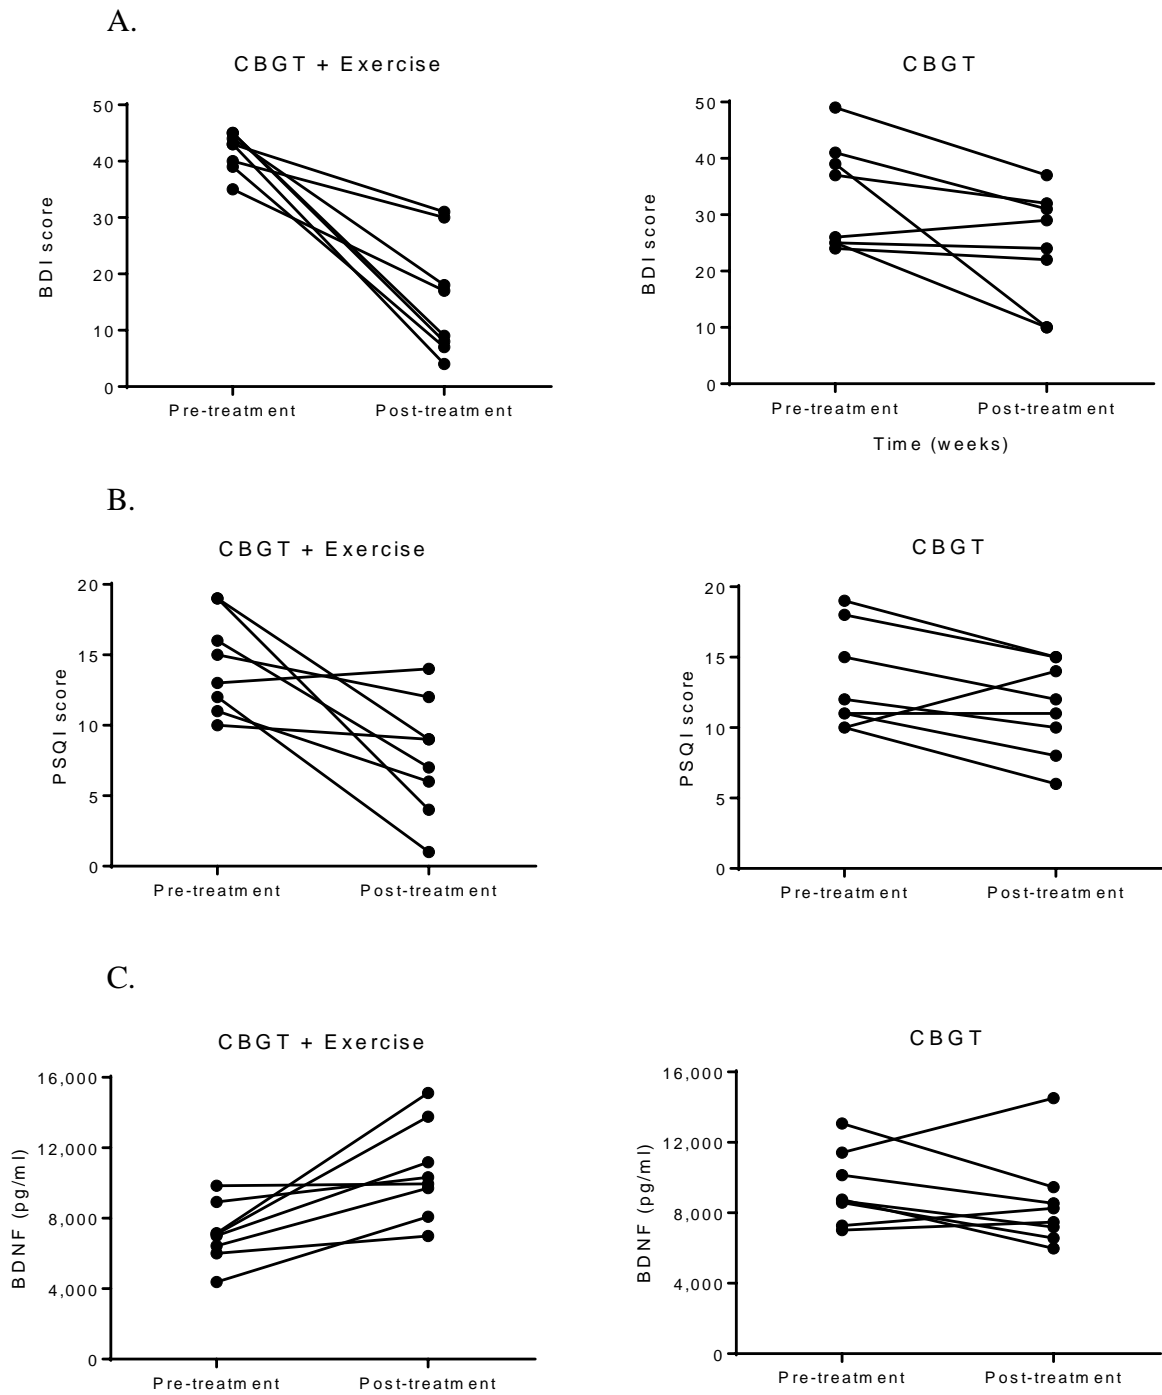 A.
CBGT + Exercise
50
40
30
20
10
0
BDI score
Pre-treatment Post-treatment
CBGT
50
40
30
20
10
0
BDI score
Pre-treatment Post-treatment
Time (weeks)
B.
CBGT + Exercise
20
15
10
5
0
PSQI score
Pre-treatment Post-treatment
CBGT
20
15
10
5
0
PSQI score
Pre-treatment Post-treatment
C.
CBGT + Exercise
16,000
12,000
8,000
4,000
0
BDNF (pg/ml)
Pre-treatment Post-treatment
CBGT
16,000
12,000
8,000
4,000
0
BDNF (pg/ml)
Pre-treatment Post-treatment